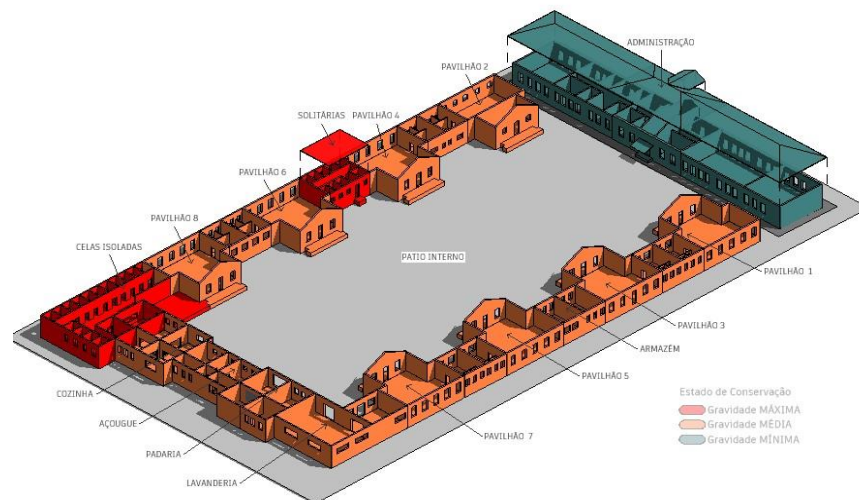 ADMINISTRAÇÃO
PAVILHÃO 2
SOLITÁRIAS
PAVILHÃO 4
PAVILHÃO 6
PAVILHÃO 8
CELAS ISOLADAS
PATIO INTERNO
PAVILHÃO 1
PAVILHÃO 3
ARMAZÉM
PAVILHÃO 5
COZINHA
AÇOUGUE
PAVILHÃO 7
PADARIA
LAVANDERIA
Estado de Conservação
Gravidade MÁXIMA
Gravidade MÉDIA
Gravidade MÍNIMA